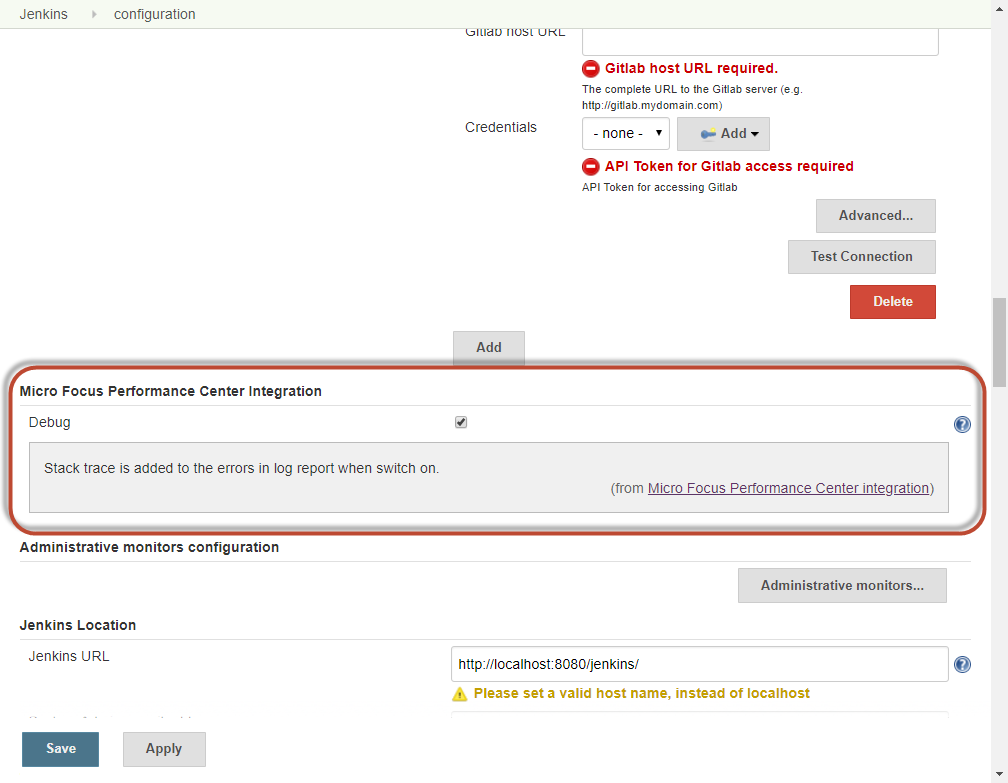 Jenkins configuration
Gitlab host URL
Gitlab host URL required.
The complete URL to the Gitlab server (e.g.
http://gitlab.mydomain.com)
Credentials - none - Add
API Token for Gitlab access required
API Token for accessing Gitlab
Advanced...
Test Connection
Delete
Add
Micro Focus Performance Center Integration
Debug
Stack trace is added to the errors in log report when switch on.
(from Micro Focus Performance Center integration)
Administrative monitors configuration
Administrative monitors...
Jenkins Location
Jenkins URL http://localhost:8080/jenkins/
Please set a valid host name, instead of localhost
Save Apply